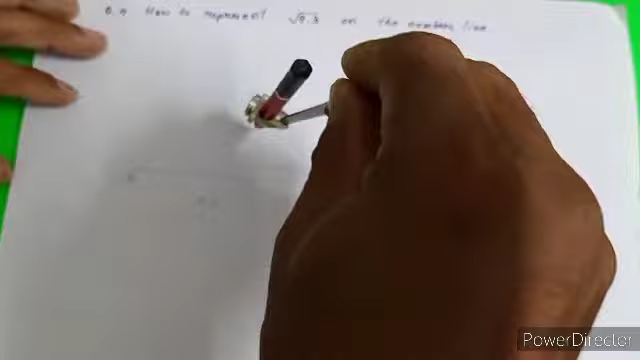 How to represent √9.3 on the number line
PowerDirector